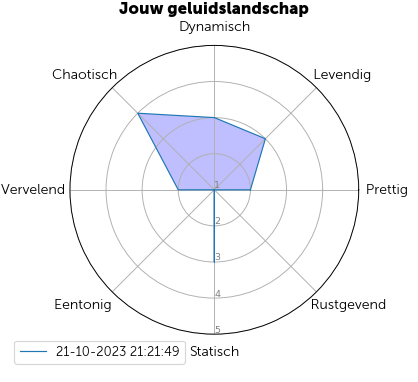 Jouw geluidslandschap
Dynamisch
Chaotisch
Levendig
Vervelend
Prettig
1
2
3
4
5
Eentonig
Rustgevend
Statisch
21-10-2023 21:21:49